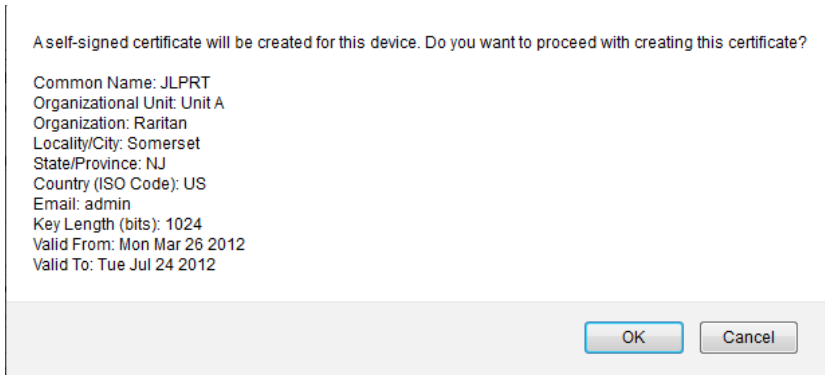 A self-signed certificate will be created for this device. Do you want to proceed with creating this certificate?
Common Name: JLPRT
Organizational Unit: Unit A
Organization: Raritan
Locality/City: Somerset
State/Province: NJ
Country (ISO Code): US
Email: admin
Key Length (bits): 1024
Valid From: Mon Mar 26 2012
Valid To: Tue Jul 24 2012
OK Cancel